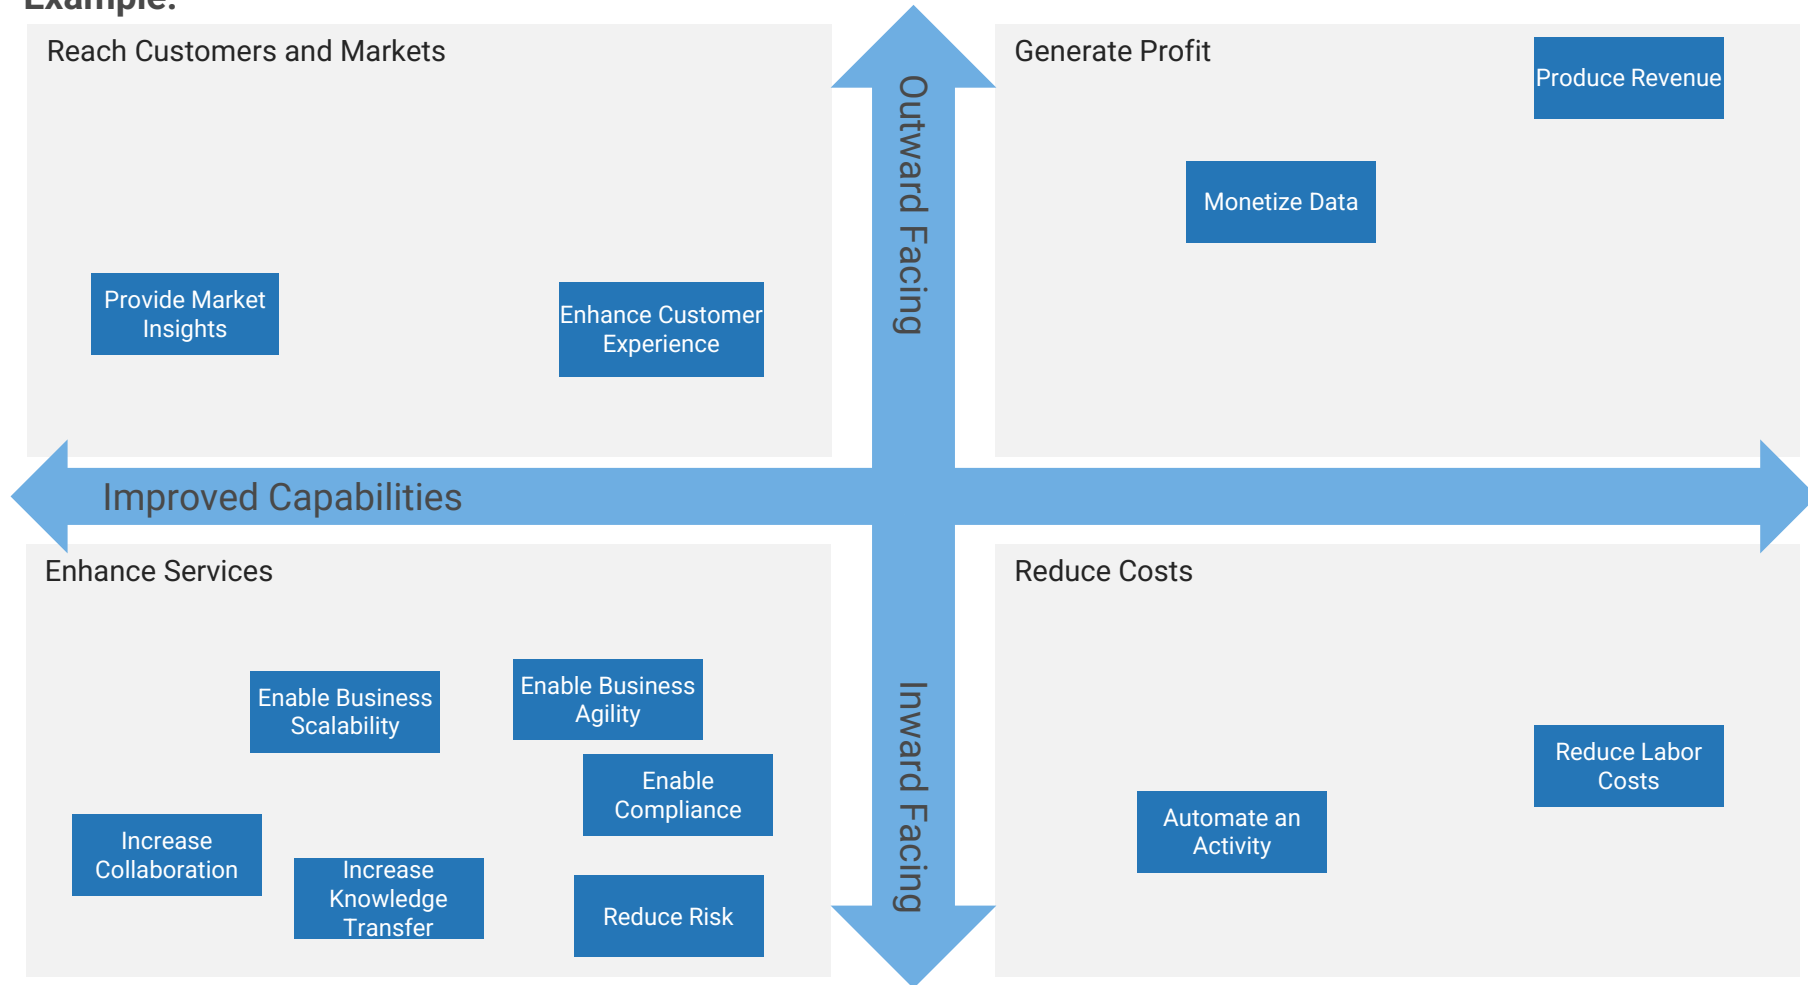 Example:
Reach Customers and Markets
Generate Profit
Produce Revenue
Outward Facing
Monetize Data
Provide Market
Insights
Enhance Customer
Experience
Improved Capabilities
Enhance Services
Reduce Costs
Enable Business
Scalability
Enable Business
Agility
Inward Facing
Enable
Compliance
Reduce Labor
Costs
Automate an
Activity
Increase
Collaboration
Increase
Knowledge
Transfer
Reduce Risk